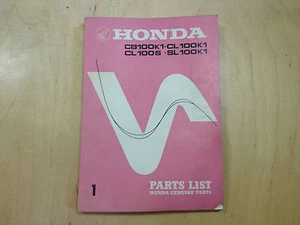 HONDA
CB100K1·CL100K1
CL100S·SL100K1
1
PARTS LIST
HONDA GENUINE PARTS